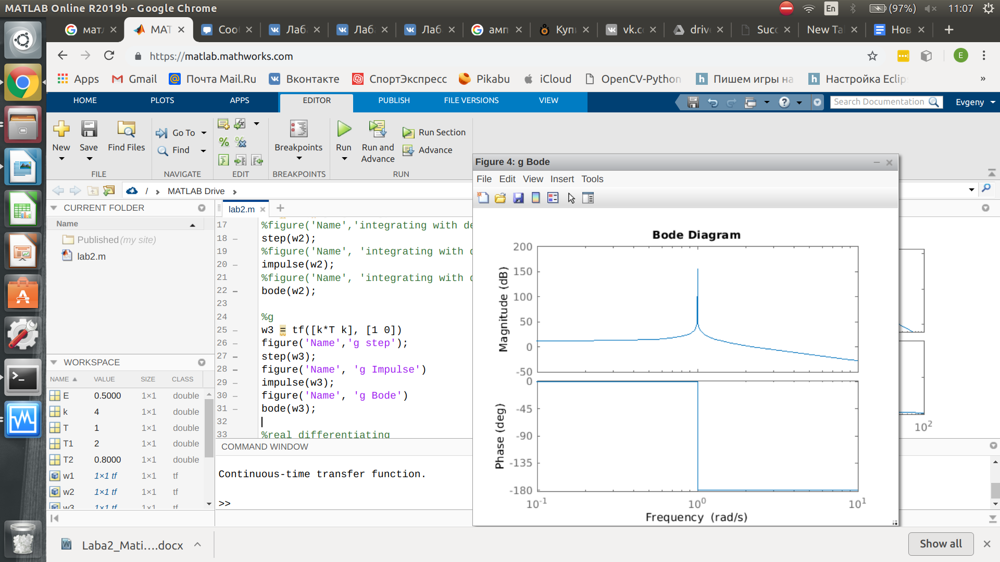 MATLAB Online R2019b - Google Chrome
En (97%) 11:07
мат МАТ Coo Лаб Лаб Лаб амп Купи vk.c drive Succ New Ta Нов
https://matlab.mathworks.com
E
Apps Gmail Почта Mail.Ru Вконтакте СпортЭкспресс Pikabu iCloud OpenCV-Python Пишем игры на Настройка Eclip »
HOME PLOTS APPS EDITOR PUBLISH FILE VERSIONS VIEW Search Documentation Evgeny
New Save Find Files Go To Find Breakpoints Run Run and Advance Run Section Advance
FILE NAVIGATE EDIT BREAKPOINTS RUN
/ › MATLAB Drive ›
CURRENT FOLDER
Name
Published (my site)
lab2.m
WORKSPACE
NAME VALUE SIZE CLASS
E 0.5000 1×1 double
k 4 1×1 double
T 1 1×1 double
T1 2 1×1 double
T2 0.8000 1×1 double
w1 1×1 tf 1×1 tf
w2 1×1 tf 1×1 tf
w3 1×1 tf 1×1 tf
lab2.m
17 %figure('Name','integrating with de
18 – step(w2);
19 %figure('Name', 'integrating with d
20 – impulse(w2);
21 %figure('Name', 'integrating with d
22 – bode(w2);
23
24 %g
25 – w3 = tf([k*T k], [1 0])
26 – figure('Name','g step');
27 – step(w3);
28 – figure('Name', 'g Impulse')
29 – impulse(w3);
30 – figure('Name', 'g Bode')
31 – bode(w3);
32
33 %real differentiating
COMMAND WINDOW
Continuous-time transfer function.
>>
Figure 4: g Bode
File Edit View Insert Tools
Bode Diagram
Magnitude (dB)
200
150
100
50
0
-50
Phase (deg)
0
-45
-90
-135
-180
10-1 100 101
Frequency (rad/s)
102
Laba2_Mati....docx
Show all